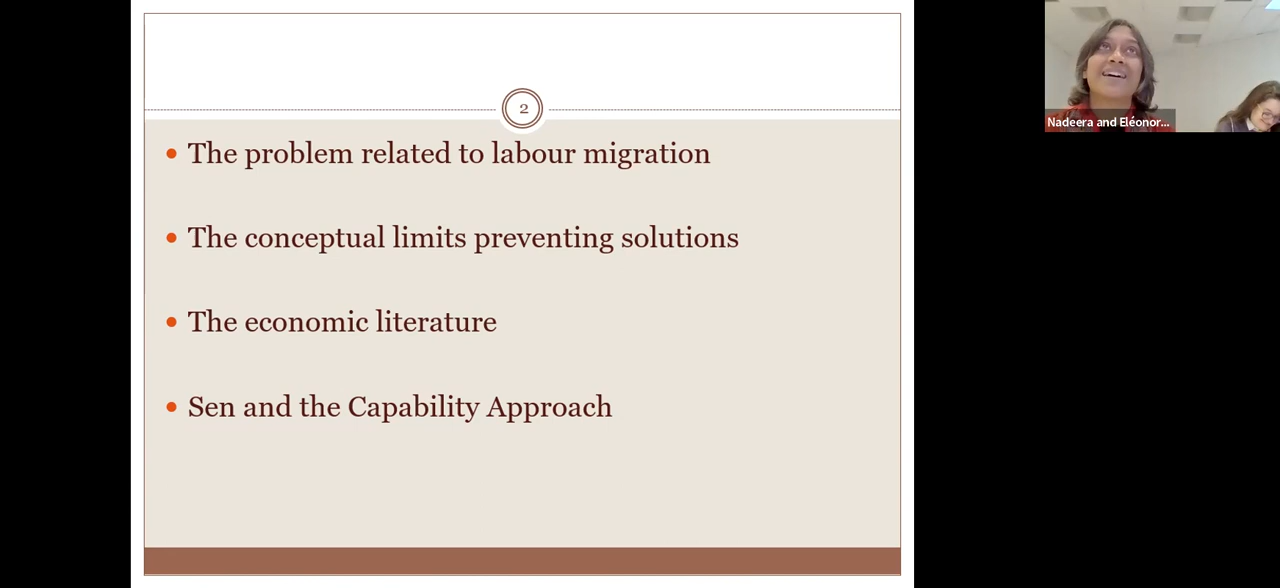 2
The problem related to labour migration
The conceptual limits preventing solutions
The economic literature
Sen and the Capability Approach
Nadeera and Eléonor...